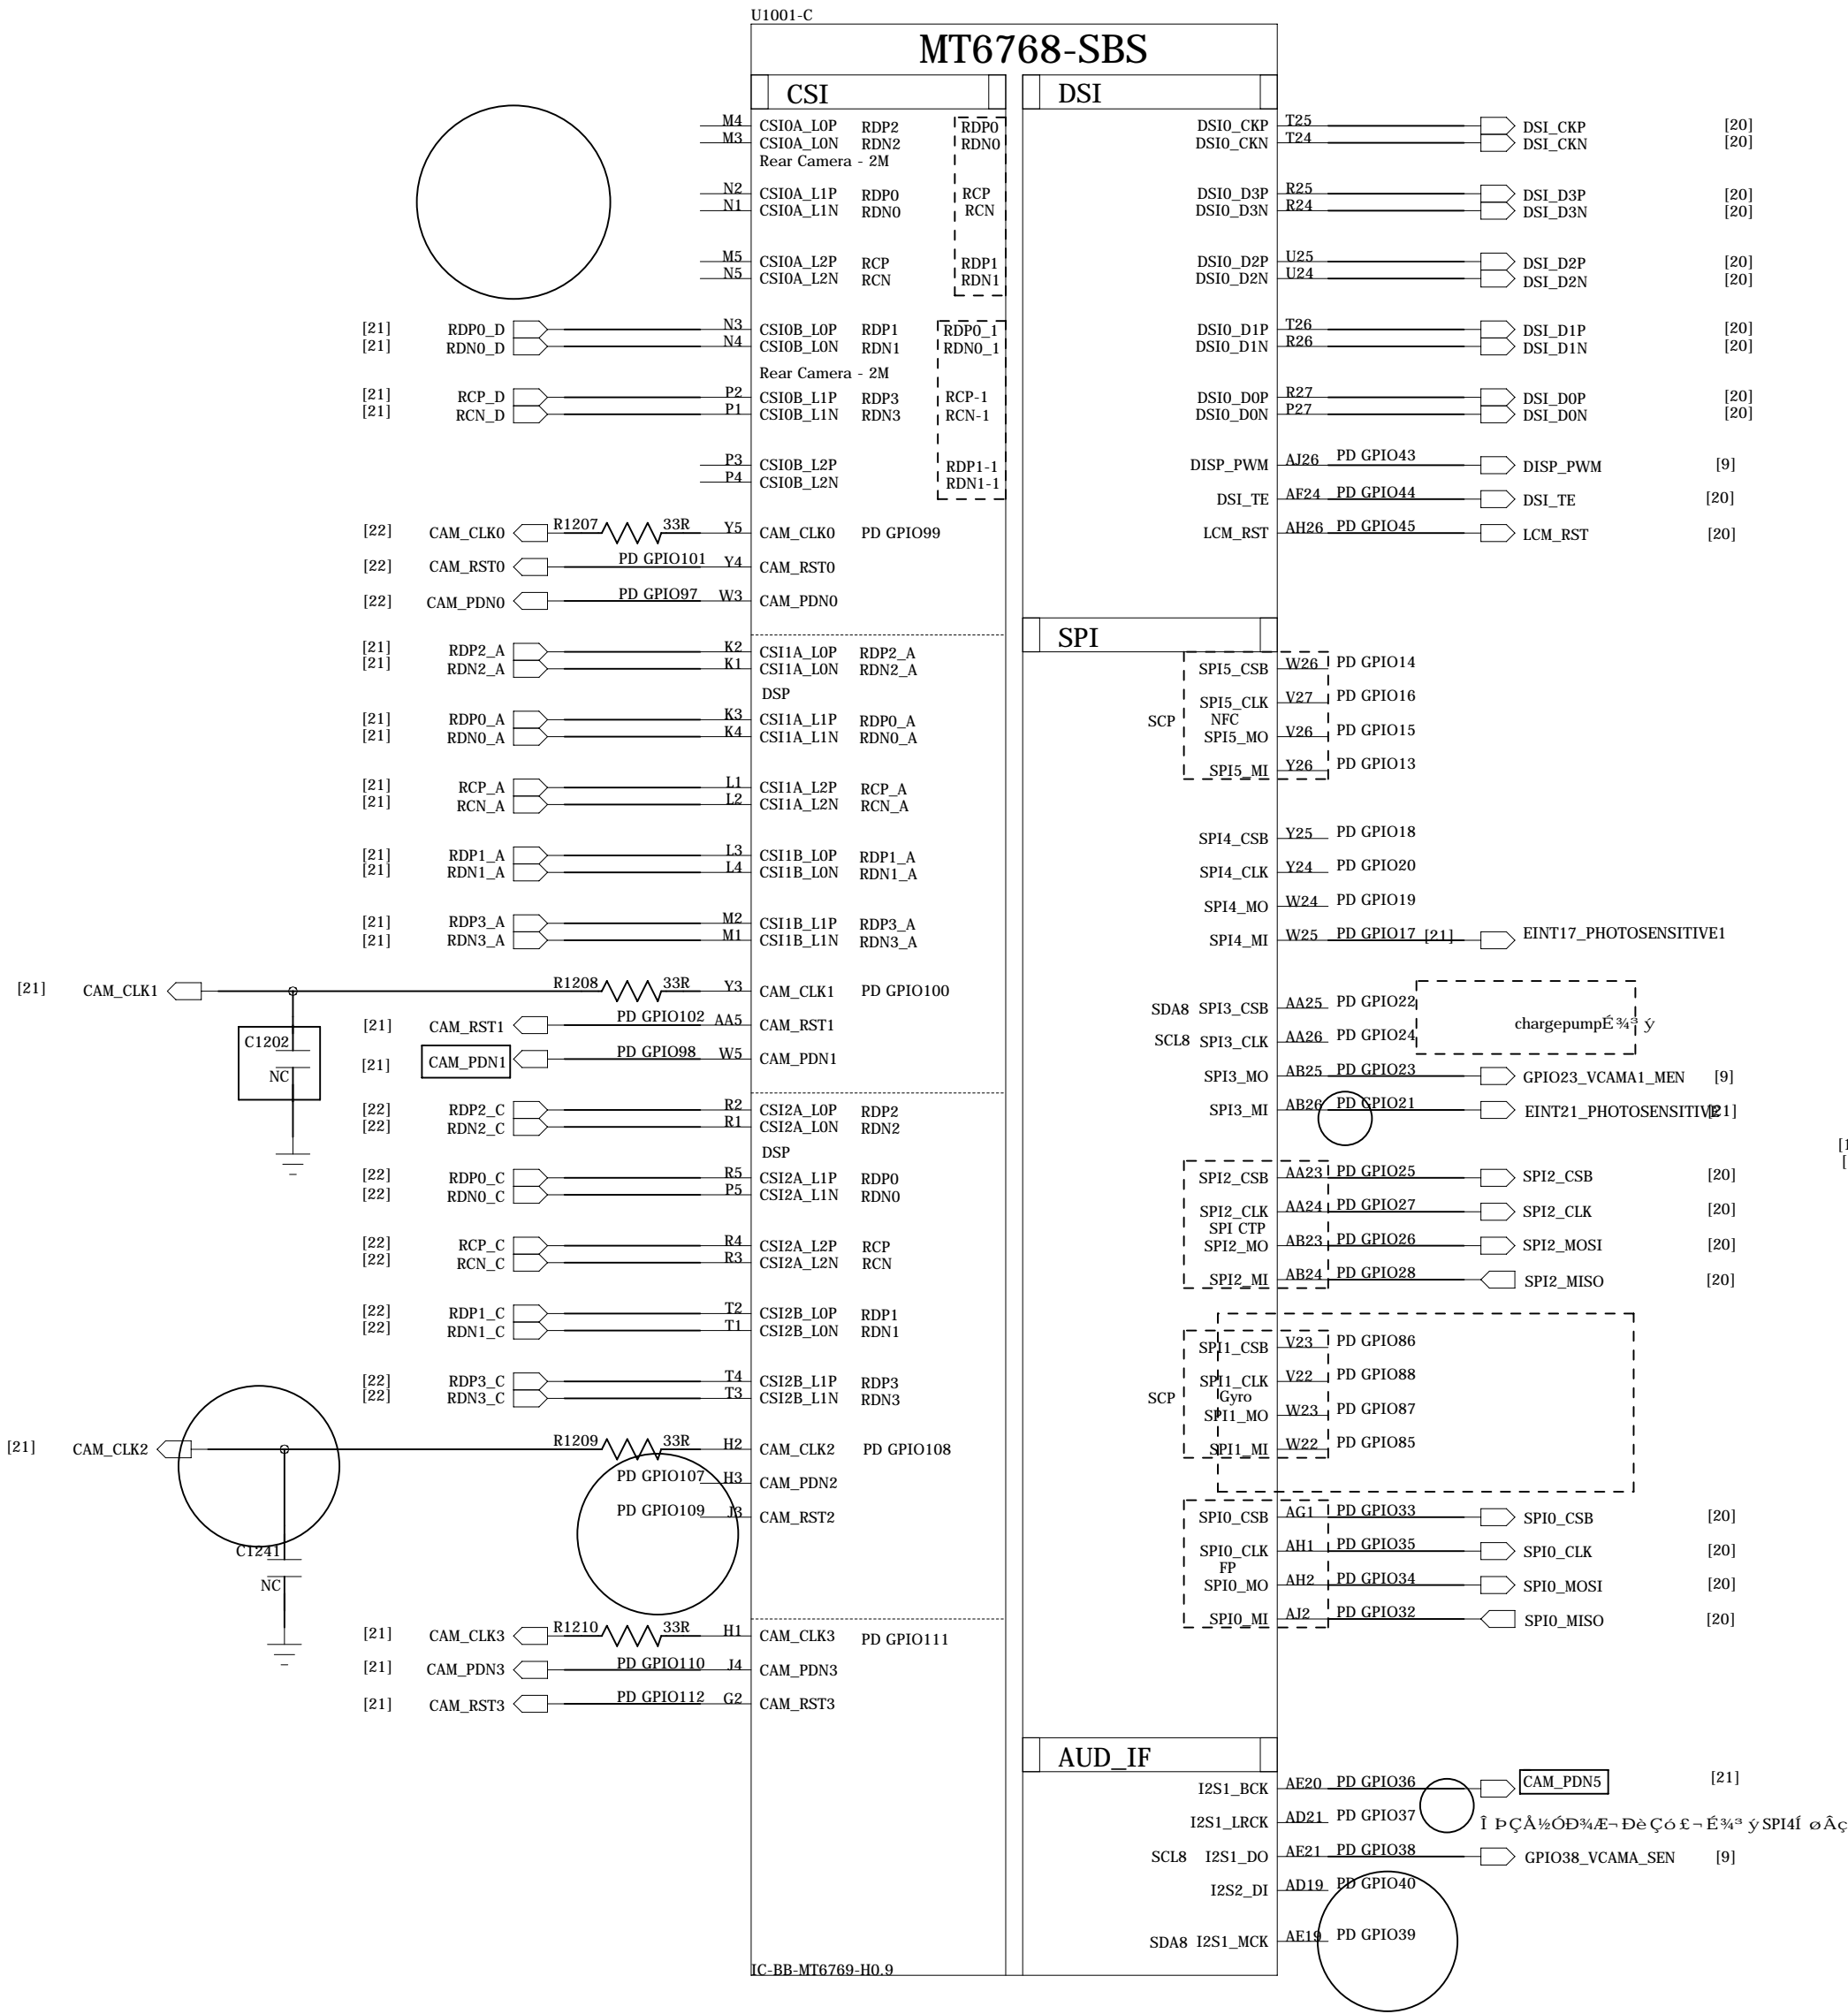 U1001-C
MT6768-SBS
CSI
DSI
M4 CSI0A_L0P RDP2 RDP0
M3 CSI0A_L0N RDN2 RDN0
Rear Camera - 2M
N2 CSI0A_L1P RDP0 RCP
N1 CSI0A_L1N RDN0 RCN
M5 CSI0A_L2P RCP RDP1
N5 CSI0A_L2N RCN RDN1
[21] RDP0_D N3 CSI0B_L0P RDP1 RDP0_1
[21] RDN0_D N4 CSI0B_L0N RDN1 RDN0_1
Rear Camera - 2M
[21] RCP_D P2 CSI0B_L1P RDP3 RCP-1
[21] RCN_D P1 CSI0B_L1N RDN3 RCN-1
P3 CSI0B_L2P RDP1-1
P4 CSI0B_L2N RDN1-1
[22] CAM_CLK0 R1207 33R Y5 CAM_CLK0 PD GPIO99
[22] CAM_RST0 PD GPIO101 Y4 CAM_RST0
[22] CAM_PDN0 PD GPIO97 W3 CAM_PDN0
[21] RDP2_A K2 CSI1A_L0P RDP2_A
[21] RDN2_A K1 CSI1A_L0N RDN2_A
DSP
[21] RDP0_A K3 CSI1A_L1P RDP0_A
[21] RDN0_A K4 CSI1A_L1N RDN0_A
[21] RCP_A L1 CSI1A_L2P RCP_A
[21] RCN_A L2 CSI1A_L2N RCN_A
[21] RDP1_A L3 CSI1B_L0P RDP1_A
[21] RDN1_A L4 CSI1B_L0N RDN1_A
[21] RDP3_A M2 CSI1B_L1P RDP3_A
[21] RDN3_A M1 CSI1B_L1N RDN3_A
[21] CAM_CLK1 R1208 33R Y3 CAM_CLK1 PD GPIO100
[21] CAM_RST1 PD GPIO102 AA5 CAM_RST1
C1202
NC
[21] CAM_PDN1 PD GPIO98 W5 CAM_PDN1
[22] RDP2_C R2 CSI2A_L0P RDP2
[22] RDN2_C R1 CSI2A_L0N RDN2
DSP
[22] RDP0_C R5 CSI2A_L1P RDP0
[22] RDN0_C P5 CSI2A_L1N RDN0
[22] RCP_C R4 CSI2A_L2P RCP
[22] RCN_C R3 CSI2A_L2N RCN
[22] RDP1_C T2 CSI2B_L0P RDP1
[22] RDN1_C T1 CSI2B_L0N RDN1
[22] RDP3_C T4 CSI2B_L1P RDP3
[22] RDN3_C T3 CSI2B_L1N RDN3
[21] CAM_CLK2 R1209 33R H2 CAM_CLK2 PD GPIO108
PD GPIO107 H3 CAM_PDN2
PD GPIO109 J3 CAM_RST2
C1241
NC
[21] CAM_CLK3 R1210 33R H1 CAM_CLK3 PD GPIO111
[21] CAM_PDN3 PD GPIO110 J4 CAM_PDN3
[21] CAM_RST3 PD GPIO112 G2 CAM_RST3
IC-BB-MT6769-H0.9
DSI0_CKP T25 DSI_CKP [20]
DSI0_CKN T24 DSI_CKN [20]
DSI0_D3P R25 DSI_D3P [20]
DSI0_D3N R24 DSI_D3N [20]
DSI0_D2P U25 DSI_D2P [20]
DSI0_D2N U24 DSI_D2N [20]
DSI0_D1P T26 DSI_D1P [20]
DSI0_D1N R26 DSI_D1N [20]
DSI0_D0P R27 DSI_D0P [20]
DSI0_D0N P27 DSI_D0N [20]
DISP_PWM AJ26 PD GPIO43 DISP_PWM [9]
DSI_TE AF24 PD GPIO44 DSI_TE [20]
LCM_RST AH26 PD GPIO45 LCM_RST [20]
SPI
SPI5_CSB W26 PD GPIO14
SPI5_CLK V27 PD GPIO16
SCP NFC
SPI5_MO V26 PD GPIO15
SPI5_MI Y26 PD GPIO13
SPI4_CSB Y25 PD GPIO18
SPI4_CLK Y24 PD GPIO20
SPI4_MO W24 PD GPIO19
SPI4_MI W25 PD GPIO17 [21] EINT17_PHOTOSENSITIVE1
SDA8 SPI3_CSB AA25 PD GPIO22
chargepumpÉ¾³ ý
SCL8 SPI3_CLK AA26 PD GPIO24
SPI3_MO AB25 PD GPIO23 GPIO23_VCAMA1_MEN [9]
SPI3_MI AB26 PD GPIO21 EINT21_PHOTOSENSITIVE [21]
SPI2_CSB AA23 PD GPIO25 SPI2_CSB [20]
SPI2_CLK AA24 PD GPIO27 SPI2_CLK [20]
SPI CTP
SPI2_MO AB23 PD GPIO26 SPI2_MOSI [20]
SPI2_MI AB24 PD GPIO28 SPI2_MISO [20]
SPI1_CSB V23 PD GPIO86
SPI1_CLK V22 PD GPIO88
SCP Gyro
SPI1_MO W23 PD GPIO87
SPI1_MI W22 PD GPIO85
SPI0_CSB AG1 PD GPIO33 SPI0_CSB [20]
SPI0_CLK AH1 PD GPIO35 SPI0_CLK [20]
FP
SPI0_MO AH2 PD GPIO34 SPI0_MOSI [20]
SPI0_MI AJ2 PD GPIO32 SPI0_MISO [20]
AUD_IF
I2S1_BCK AE20 PD GPIO36 CAM_PDN5 [21]
I2S1_LRCK AD21 PD GPIO37
Î ÞÇÅ½ÓÐ¾Æ¬ÐèÇó£¬É¾³ ýSPI4Í øÂç
SCL8 I2S1_DO AE21 PD GPIO38 GPIO38_VCAMA_SEN [9]
I2S2_DI AD19 PD GPIO40
SDA8 I2S1_MCK AE19 PD GPIO39